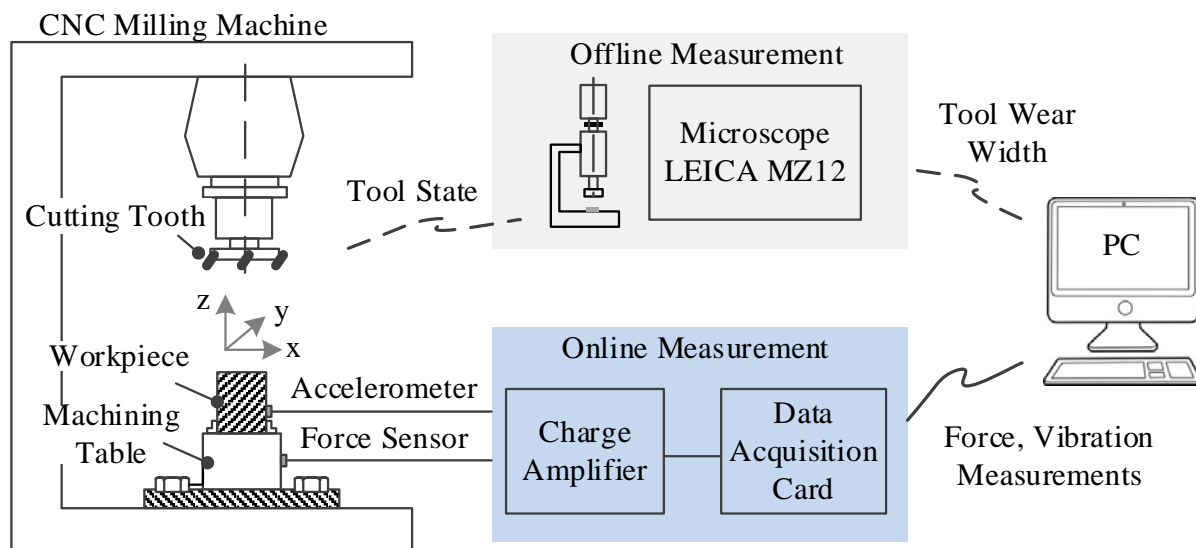 CNC Milling Machine
Offline Measurement
Microscope
LEICA MZ12
Tool Wear
Width
Tool State
Cutting Tooth
PC
z
y
x
Workpiece
Machining
Table
Accelerometer
Force Sensor
Online Measurement
Charge
Amplifier
Data
Acquisition
Card
Force, Vibration
Measurements